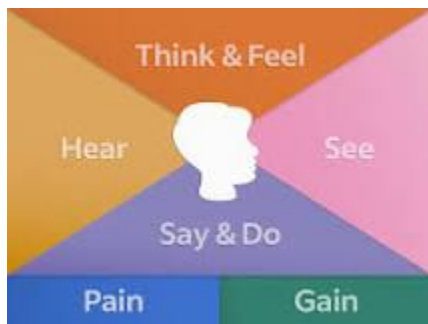 Think & Feel
Hear
See
Say & Do
Pain
Gain